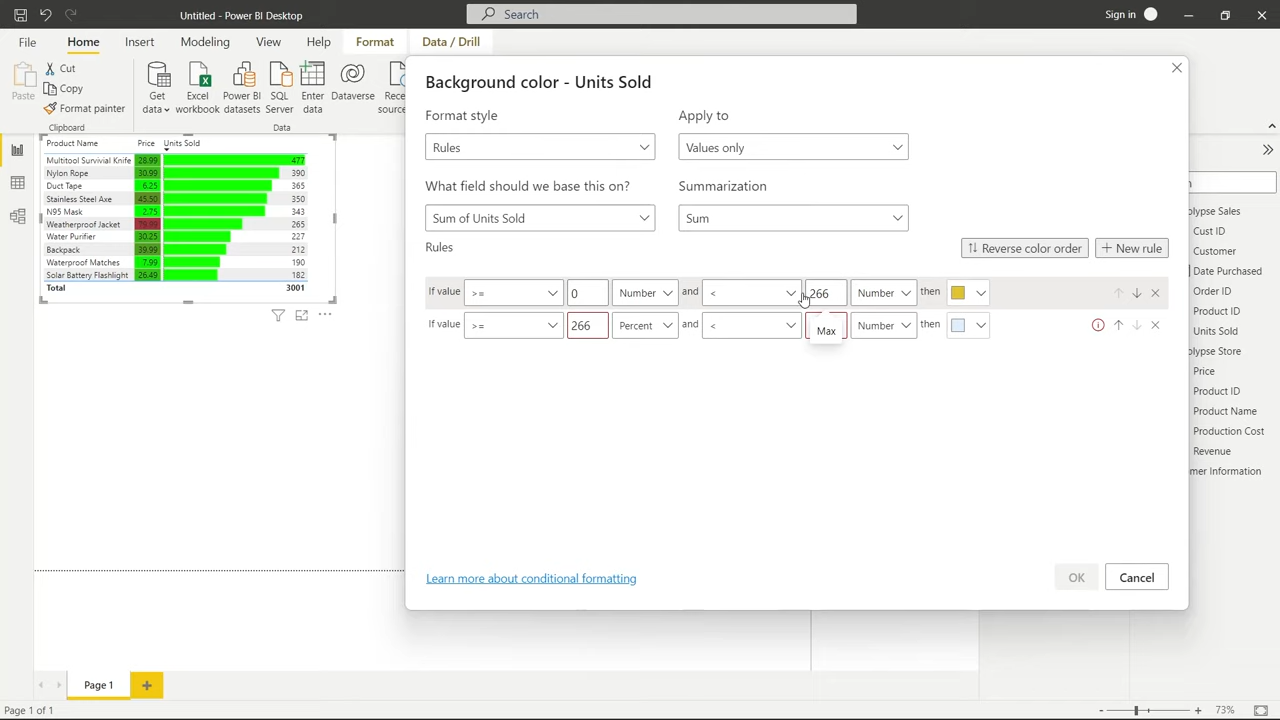 Untitled - Power BI Desktop
Search
Sign in
File Home Insert Modeling View Help Format Data / Drill
Paste
Cut
Copy
Format painter
Clipboard
Get data
Excel workbook
Power BI datasets
SQL Server
Enter data
Dataverse
Data
Product Name Price Units Sold
Multitool Survivial Knife 28.99 477
Nylon Rope 30.99 390
Duct Tape 6.25 365
Stainless Steel Axe 45.50 350
N95 Mask 2.75 343
Weatherproof Jacket 265
Water Purifier 30.25 227
Backpack 39.99 212
Waterproof Matches 7.99 190
Solar Battery Flashlight 26.49 182
Total 3001
Background color - Units Sold
Format style Apply to
Rules Values only
What field should we base this on? Summarization
Sum of Units Sold Sum
Rules
Reverse color order
New rule
If value >= 0 Number and < 266 Number then
If value >= 266 Percent and < Number then
Max
Learn more about conditional formatting
OK Cancel
Cust ID
Customer
Date Purchased
Order ID
Product ID
Units Sold
Price
Product ID
Product Name
Production Cost
Revenue
Page 1
Page 1 of 1
- + 73%